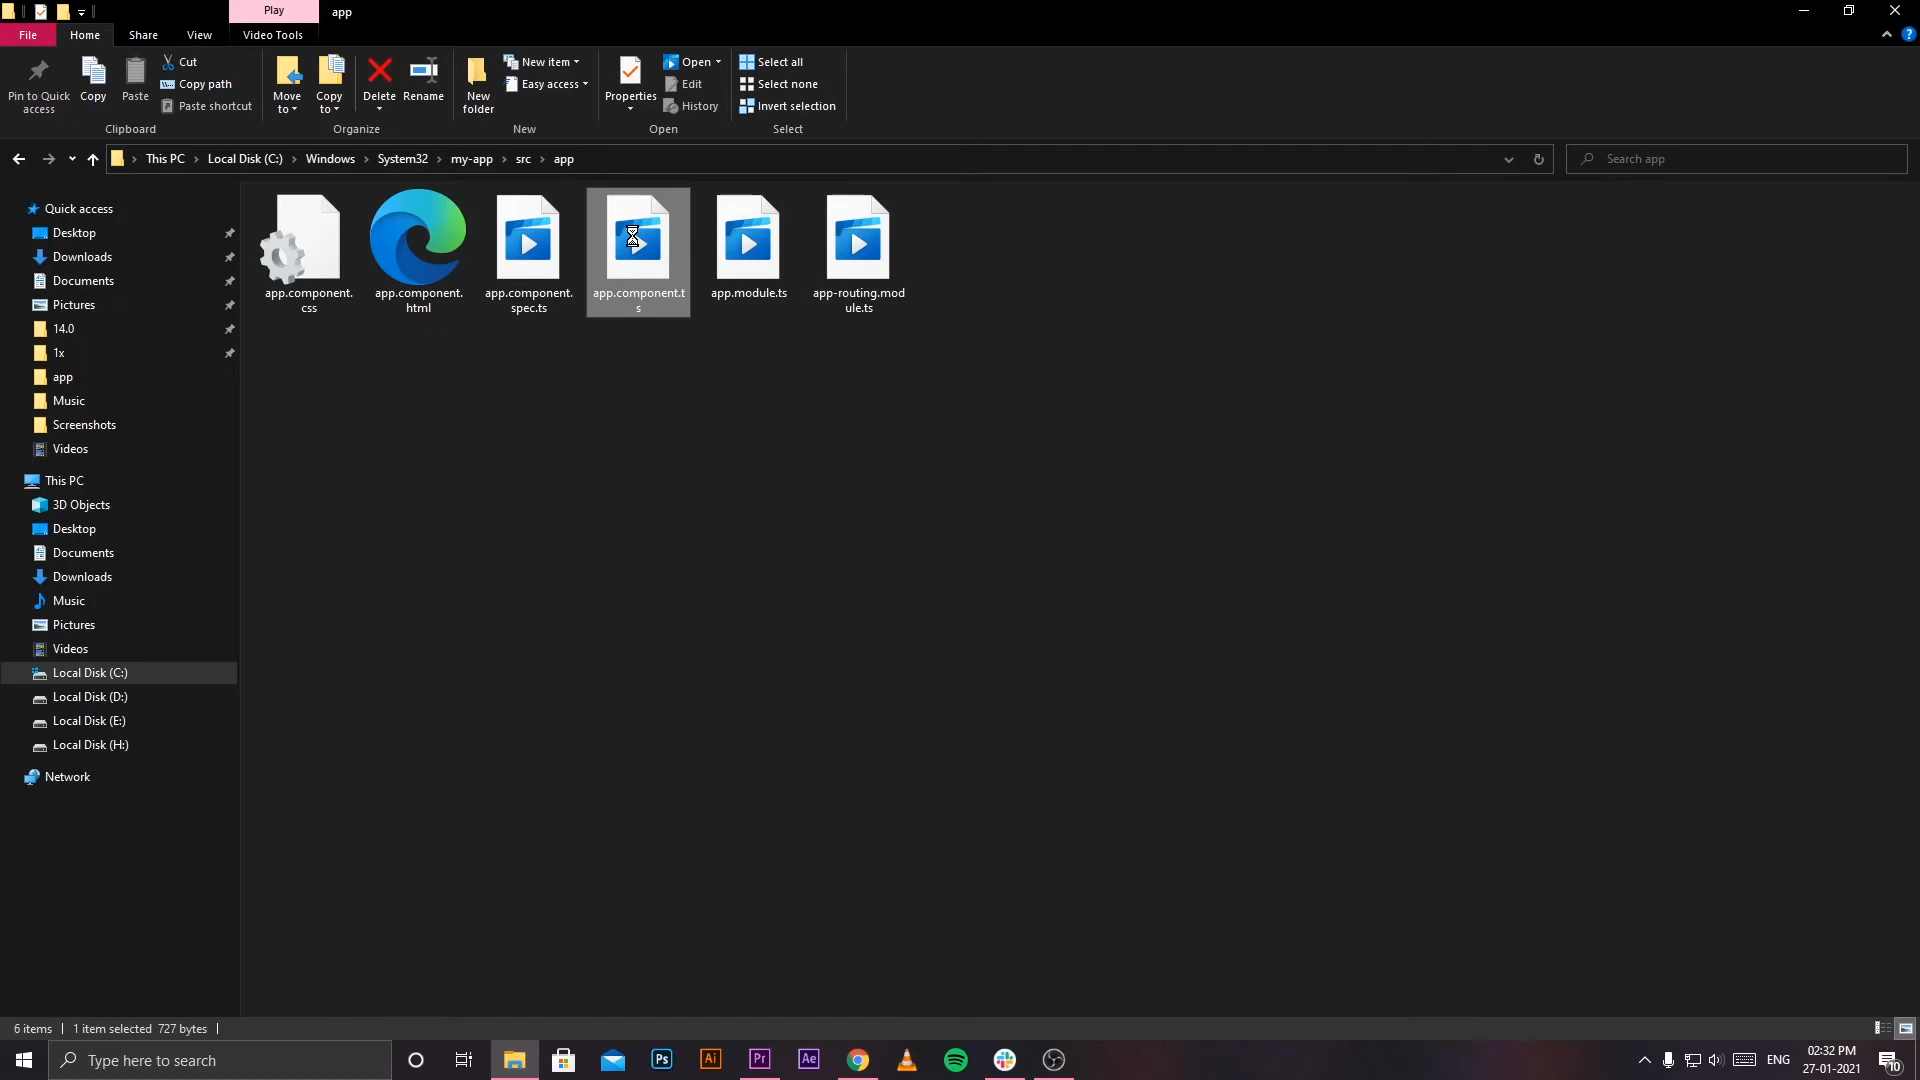 Play
app
File
Home
Share
View
Video Tools
Pin to Quick
access
Copy
Paste
Cut
Copy path
Paste shortcut
Clipboard
Move
to
Copy
to
Delete
Rename
Organize
New
folder
New item
Easy access
New
Properties
Open
Edit
History
Open
Select all
Select none
Invert selection
Select
This PC
Local Disk (C:)
Windows
System32
my-app
src
app
Search app
Quick access
Desktop
Downloads
Documents
Pictures
14.0
1x
app
Music
Screenshots
Videos
This PC
3D Objects
Desktop
Documents
Downloads
Music
Pictures
Videos
Local Disk (C:)
Local Disk (D:)
Local Disk (E:)
Local Disk (H:)
Network
app.component.
css
app.component.
html
app.component.
spec.ts
app.component.t
s
app.module.ts
app-routing.mod
ule.ts
6 items
1 item selected 727 bytes
Type here to search
Ps
Ai
Pr
Ae
ENG
02:32 PM
27-01-2021
10